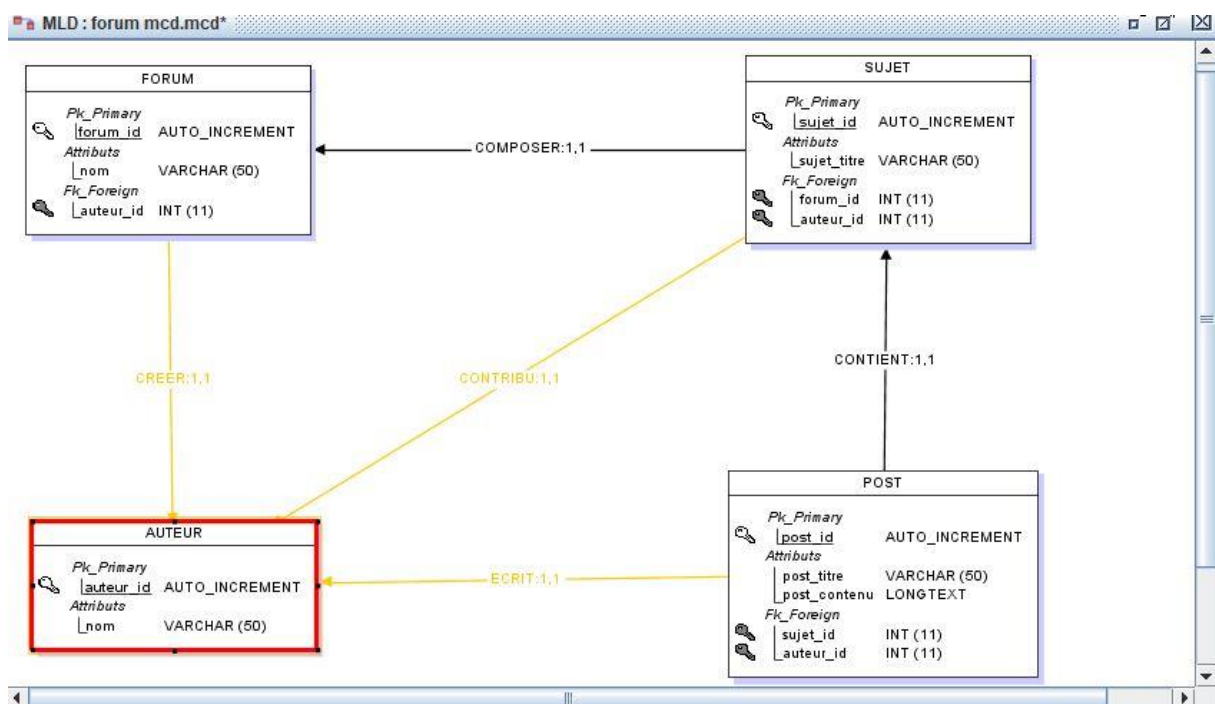 MLD : forum mcd.mcd*
FORUM
Pk_Primary
forum_id AUTO_INCREMENT
Attributs
nom VARCHAR (50)
Fk_Foreign
auteur_id INT (11)
COMPOSER:1,1
SUJET
Pk_Primary
sujet_id AUTO_INCREMENT
Attributs
sujet_titre VARCHAR (50)
Fk_Foreign
forum_id INT (11)
auteur_id INT (11)
CREER:1,1
CONTRIBU:1,1
CONTIENT:1,1
AUTEUR
Pk_Primary
auteur_id AUTO_INCREMENT
Attributs
nom VARCHAR (50)
ECRIT:1,1
POST
Pk_Primary
post_id AUTO_INCREMENT
Attributs
post_titre VARCHAR (50)
post_contenu LONGTEXT
Fk_Foreign
sujet_id INT (11)
auteur_id INT (11)